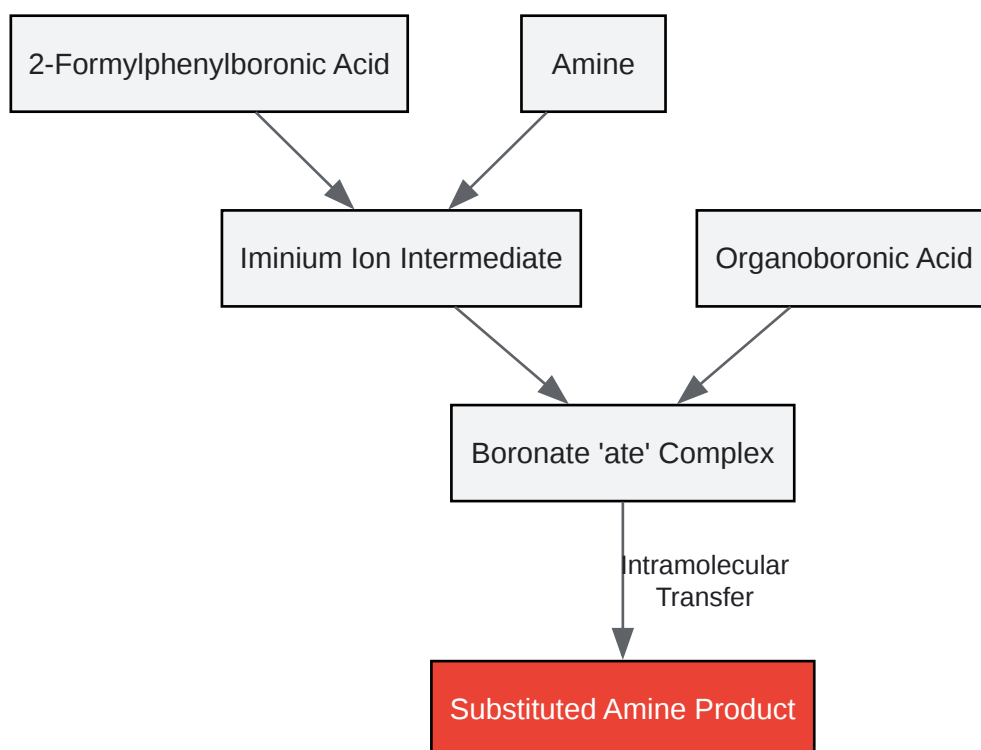 2-Formylphenylboronic Acid
Amine
Iminium Ion Intermediate
Organoboronic Acid
Boronate 'ate' Complex
Intramolecular
Transfer
Substituted Amine Product